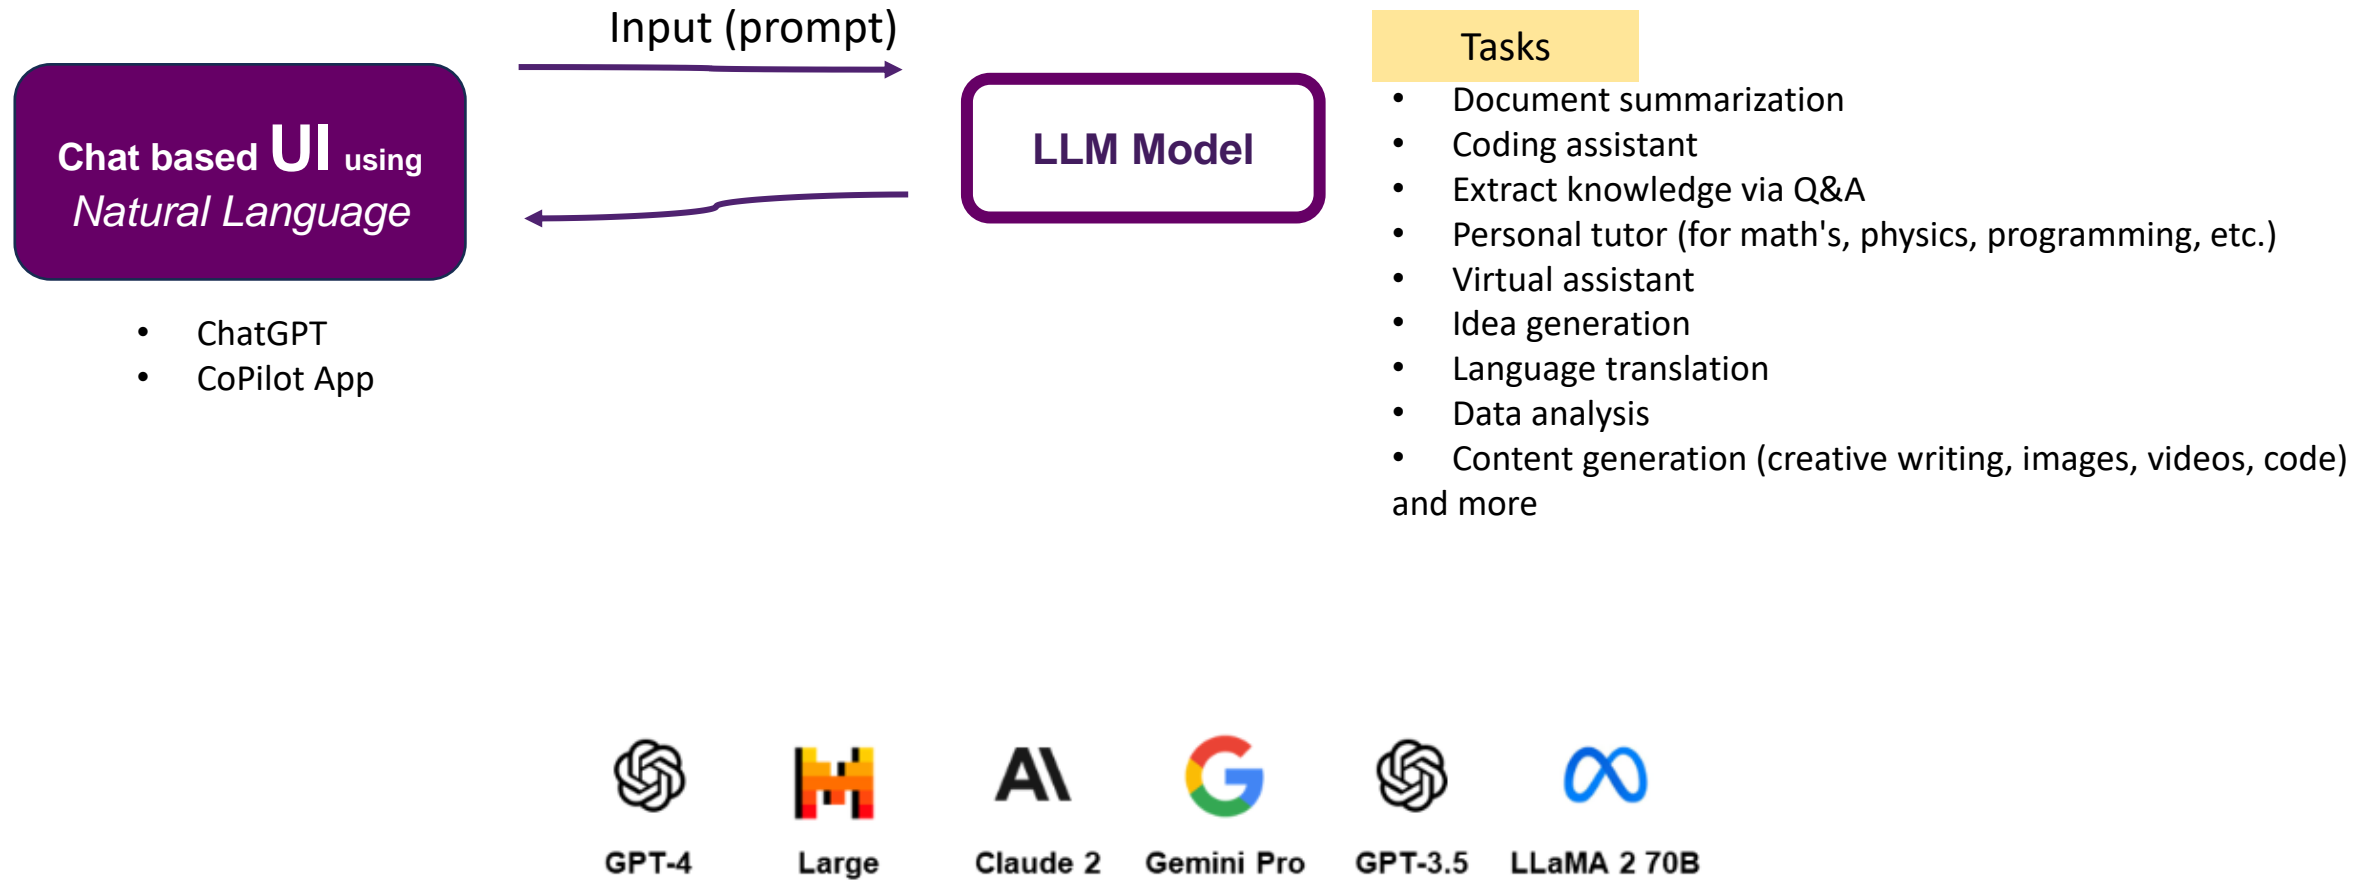 Input (prompt)
Chat based UI using
Natural Language
• ChatGPT
• CoPilot App
LLM Model
Tasks
• Document summarization
• Coding assistant
• Extract knowledge via Q&A
• Personal tutor (for math's, physics, programming, etc.)
• Virtual assistant
• Idea generation
• Language translation
• Data analysis
• Content generation (creative writing, images, videos, code)
and more
GPT-4
Large
Claude 2
Gemini Pro
GPT-3.5
LLaMA 2 70B